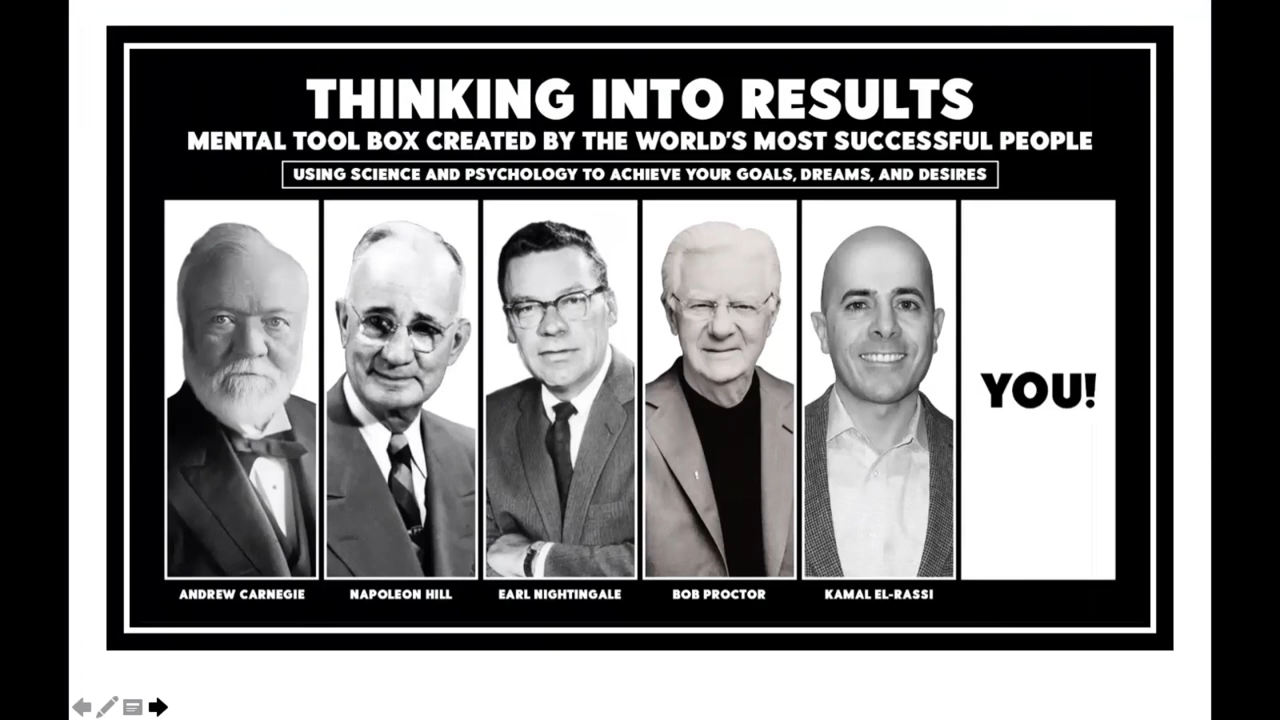 THINKING INTO RESULTS
MENTAL TOOL BOX CREATED BY THE WORLD'S MOST SUCCESSFUL PEOPLE
USING SCIENCE AND PSYCHOLOGY TO ACHIEVE YOUR GOALS, DREAMS, AND DESIRES
YOU!
ANDREW CARNEGIE NAPOLEON HILL EARL NIGHTINGALE BOB PROCTOR KAMAL EL-RASSI